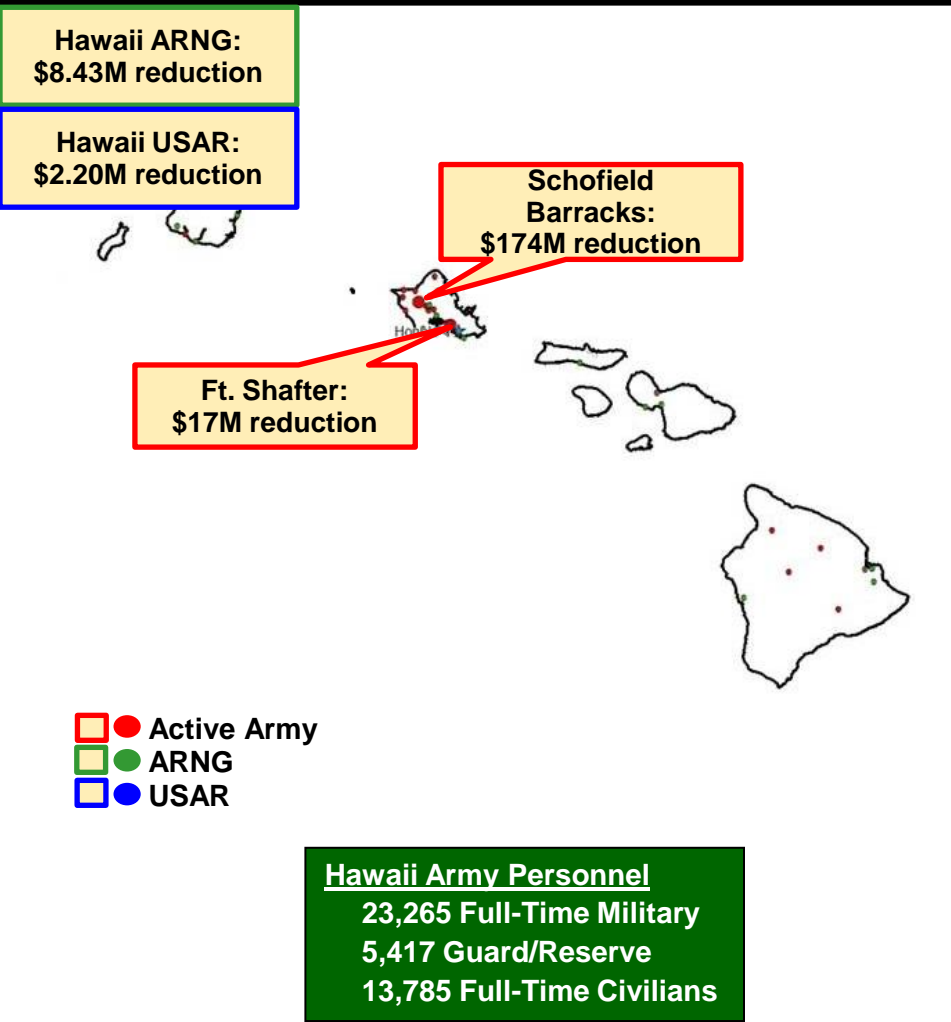 Hawaii ARNG:
$8.43M reduction
Hawaii USAR:
$2.20M reduction
Schofield
Barracks:
$174M reduction
Ft. Shafter:
$17M reduction
Active Army
ARNG
USAR
Hawaii Army Personnel
23,265 Full-Time Military
5,417 Guard/Reserve
13,785 Full-Time Civilians